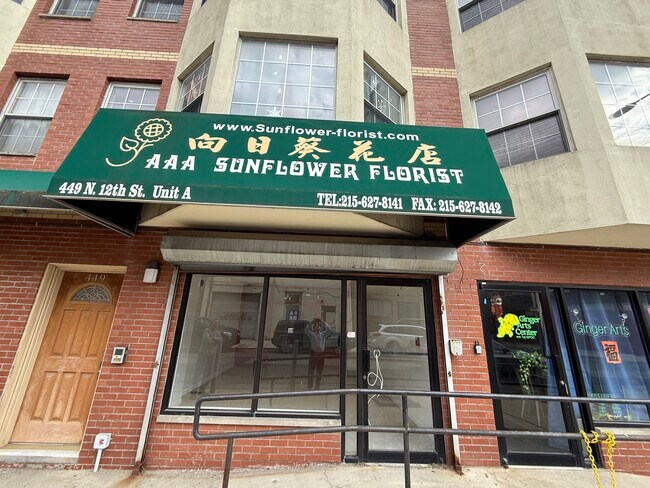 www.Sunflower-florist.com
向日葵花店
AAA SUNFLOWER FLORIST
449 N. 12th St. Unit A
TEL:215-627-8141 FAX: 215-627-8142
449
Ginger
Arts
Center
Ginger Arts